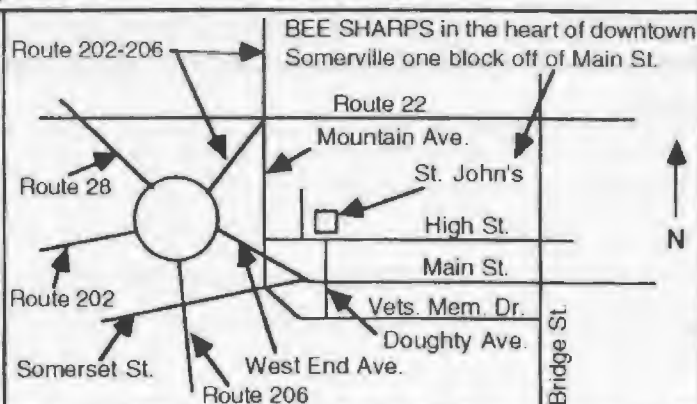 BEE SHARPS in the heart of downtown
Somerville one block off of Main St.
Route 202-206
Route 22
Mountain Ave.
St. John's
Route 28
High St.
N
Main St.
Route 202
Vets. Mem. Dr.
Doughty Ave.
Somerset St.
West End Ave.
Route 206
Bridge St.